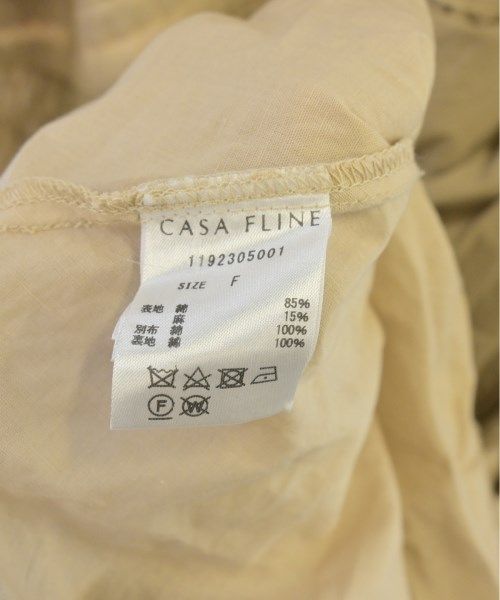 CASA FLINE
1192305001
SIZE F
表地 綿 85%
麻 15%
別布 綿 100%
裏地 綿 100%
F W